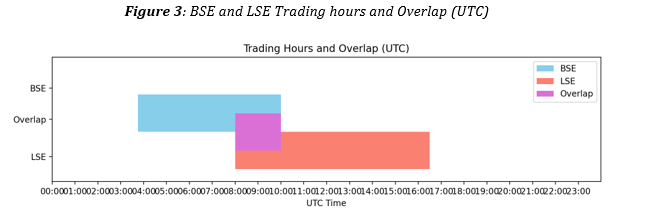 Figure 3: BSE and LSE Trading hours and Overlap (UTC)
Trading Hours and Overlap (UTC)
BSE
LSE
Overlap
BSE
Overlap
LSE
00:0001:0002:0003:0004:0005:0006:0007:0008:0009:0010:0011:0012:0013:0014:0015:0016:0017:0018:0019:0020:0021:0022:0023:00
UTC Time